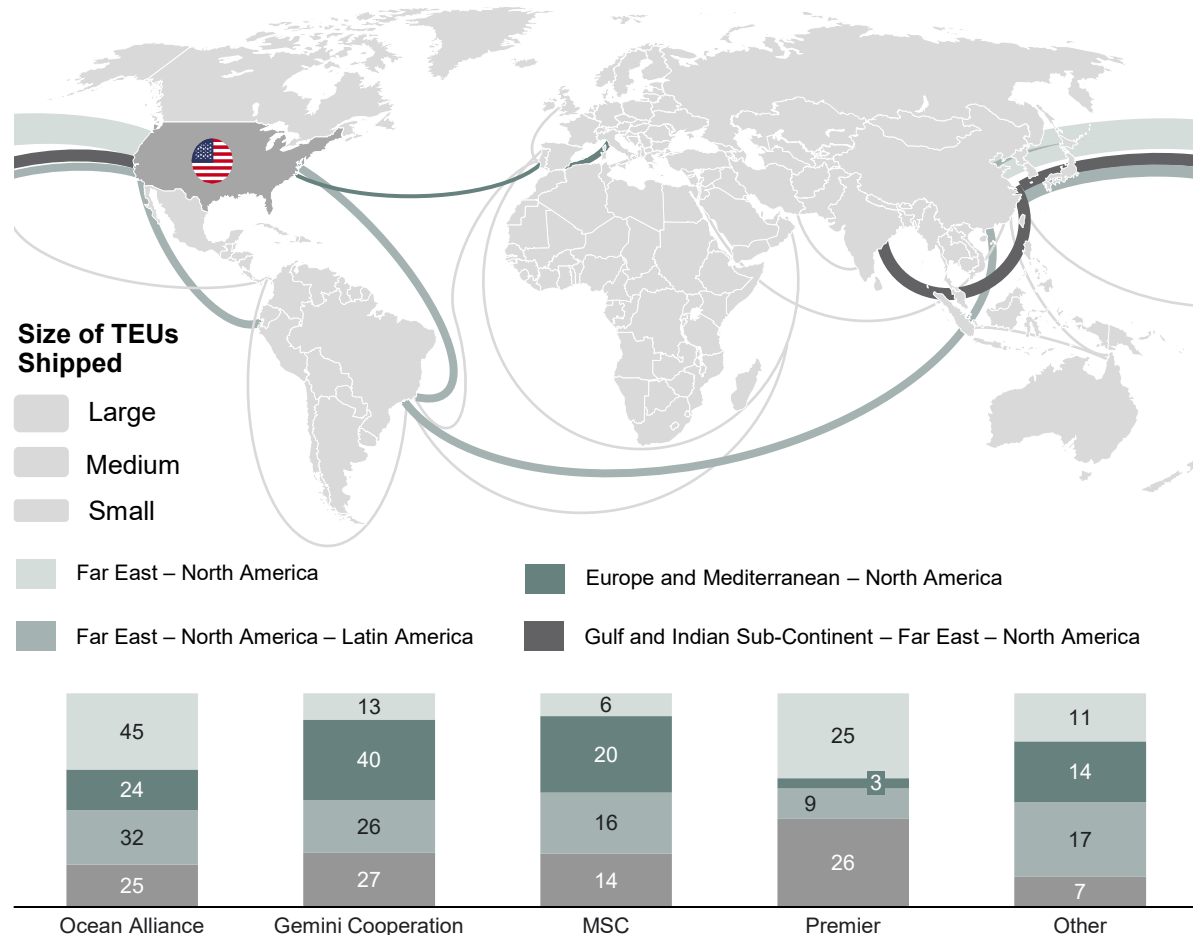 Size of TEUs
Shipped
Large
Medium
Small
Far East – North America
Europe and Mediterranean – North America
Far East – North America – Latin America
Gulf and Indian Sub-Continent – Far East – North America
45
13
6
25
11
24
40
20
3
14
32
26
16
9
17
25
27
14
26
7
Ocean Alliance
Gemini Cooperation
MSC
Premier
Other